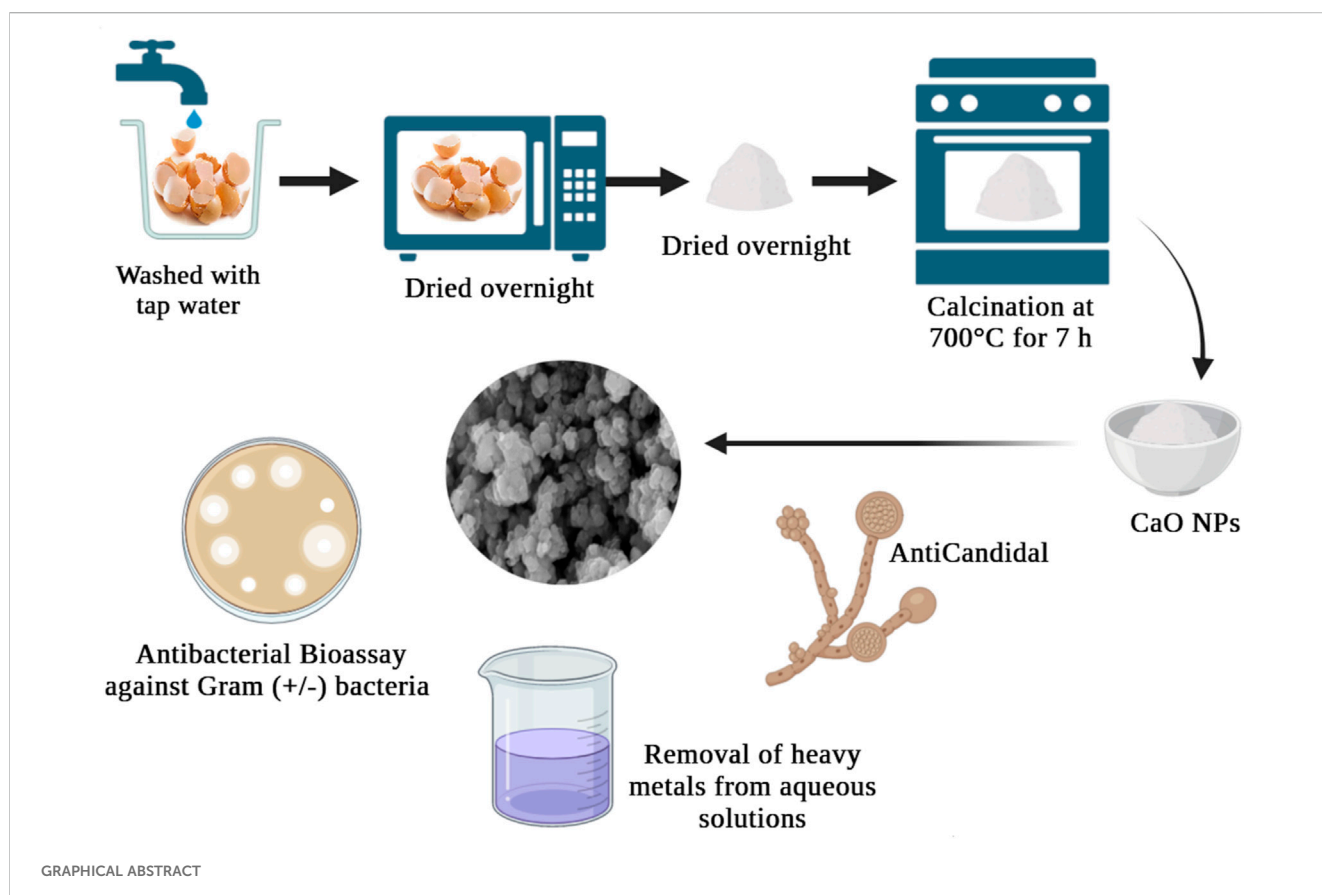 Washed with
tap water
Dried overnight
Dried overnight
Calcination at
700°C for 7 h
CaO NPs
AntiCandidal
Antibacterial Bioassay
against Gram (+/-) bacteria
Removal of heavy
metals from aqueous
solutions
GRAPHICAL ABSTRACT